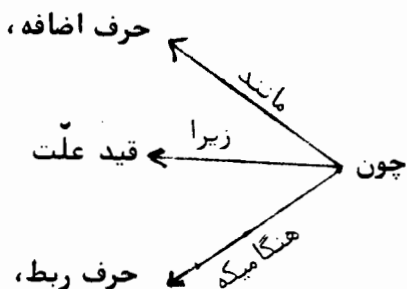 حرف اضافه،
مانند
زیرا
قید علّت
چون
هنگامیکه
حرف ربط،